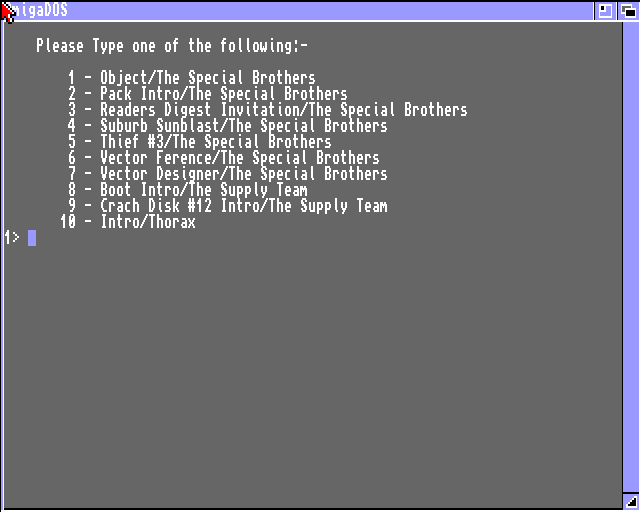 migaDOS
Please Type one of the following:-
1 - Object/The Special Brothers
2 - Pack Intro/The Special Brothers
3 - Readers Digest Invitation/The Special Brothers
4 - Suburb Sunblast/The Special Brothers
5 - Thief #3/The Special Brothers
6 - Vector Ference/The Special Brothers
7 - Vector Designer/The Special Brothers
8 - Boot Intro/The Supply Team
9 - Crach Disk #12 Intro/The Supply Team
10 - Intro/Thorax
1>